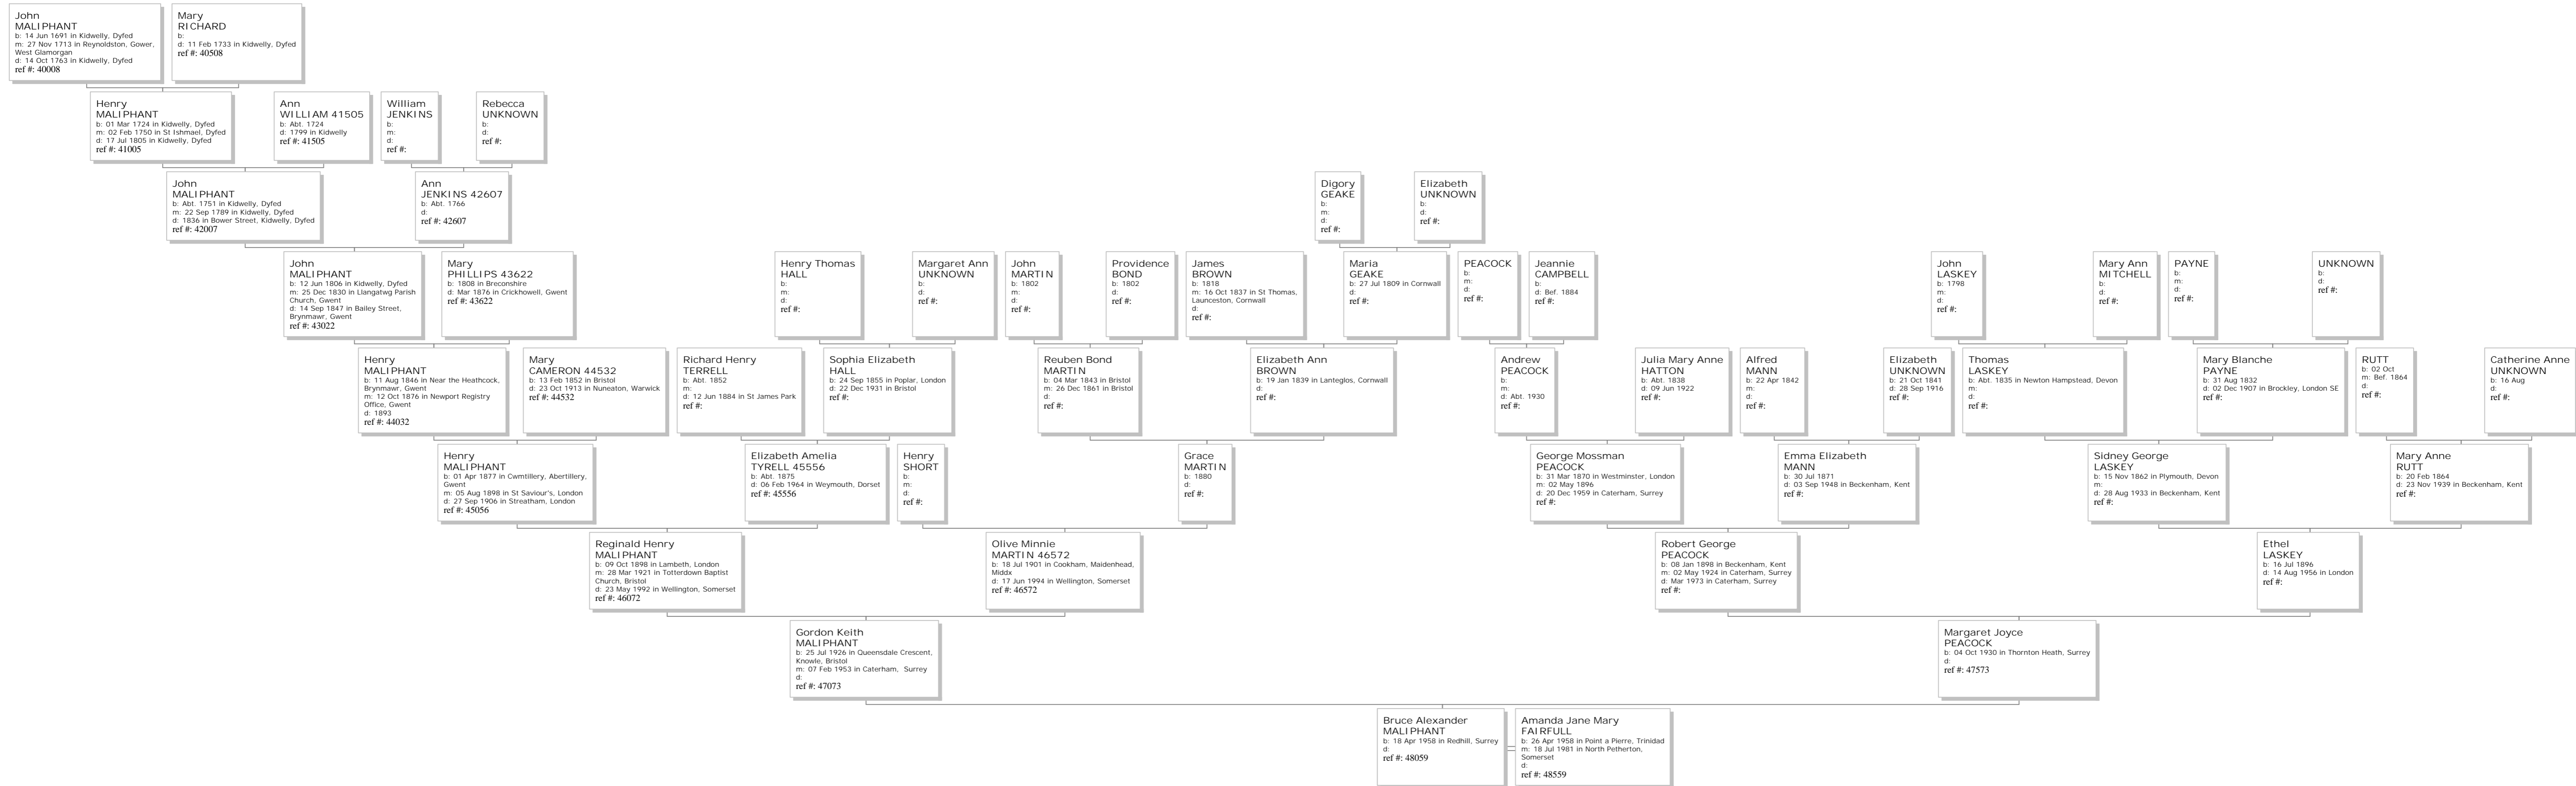 John
MALIPHANT
b: 14 Jun 1691 in Kidwelly, Dyfed
m: 27 Nov 1713 in Reynoldston, Gower,
West Glamorgan
d: 14 Oct 1763 in Kidwelly, Dyfed
ref #: 40008
Mary
RICHARD
b:
d: 11 Feb 1733 in Kidwelly, Dyfed
ref #: 40508
Henry
MALIPHANT
b: 01 Mar 1724 in Kidwelly, Dyfed
m: 02 Feb 1750 in St Ishmael, Dyfed
d: 17 Jul 1805 in Kidwelly, Dyfed
ref #: 41005
Ann
WILLIAM 41505
b: Abt. 1724
d: 1799 in Kidwelly
ref #: 41505
William
JENKINS
b:
m:
d:
ref #:
Rebecca
UNKNOWN
b:
d:
ref #:
John
MALIPHANT
b: Abt. 1751 in Kidwelly, Dyfed
m: 22 Sep 1789 in Kidwelly, Dyfed
d: 1836 in Bower Street, Kidwelly, Dyfed
ref #: 42007
Ann
JENKINS 42607
b: Abt. 1766
d:
ref #: 42607
Digory
GEAKE
b:
m:
d:
ref #:
Elizabeth
UNKNOWN
b:
d:
ref #:
John
MALIPHANT
b: 12 Jun 1806 in Kidwelly, Dyfed
m: 25 Dec 1830 in Llangatwg Parish
Church, Gwent
d: 14 Sep 1847 in Bailey Street,
Brynmawr, Gwent
ref #: 43022
Mary
PHILLIPS 43622
b: 1808 in Breconshire
d: Mar 1876 in Crickhowell, Gwent
ref #: 43622
Henry Thomas
HALL
b:
m:
d:
ref #:
Margaret Ann
UNKNOWN
b:
d:
ref #:
John
MARTIN
b: 1802
m:
d:
ref #:
Providence
BOND
b: 1802
d:
ref #:
James
BROWN
b: 1818
m: 16 Oct 1837 in St Thomas,
Launceston, Cornwall
d:
ref #:
Maria
GEAKE
b: 27 Jul 1809 in Cornwall
d:
ref #:
PEACOCK
b:
m:
d:
ref #:
Jeannie
CAMPBELL
b:
d: Bef. 1884
ref #:
John
LASKEY
b: 1798
m:
d:
ref #:
Mary Ann
MITCHELL
b:
d:
ref #:
PAYNE
b:
m:
d:
ref #:
UNKNOWN
b:
d:
ref #:
Henry
MALIPHANT
b: 11 Aug 1846 in Near the Heathcock,
Brynmawr, Gwent
m: 12 Oct 1876 in Newport Registry
Office, Gwent
d: 1893
ref #: 44032
Mary
CAMERON 44532
b: 13 Feb 1852 in Bristol
d: 23 Oct 1913 in Nuneaton, Warwick
ref #: 44532
Richard Henry
TERRELL
b: Abt. 1852
m:
d: 12 Jun 1884 in St James Park
ref #:
Sophia Elizabeth
HALL
b: 24 Sep 1855 in Poplar, London
d: 22 Dec 1931 in Bristol
ref #:
Reuben Bond
MARTIN
b: 04 Mar 1843 in Bristol
m: 26 Dec 1861 in Bristol
d:
ref #:
Elizabeth Ann
BROWN
b: 19 Jan 1839 in Lanteglos, Cornwall
d:
ref #:
Andrew
PEACOCK
b:
m:
d: Abt. 1930
ref #:
Julia Mary Anne
HATTON
b: Abt. 1838
d: 09 Jun 1922
ref #:
Alfred
MANN
b: 22 Apr 1842
m:
d:
ref #:
Elizabeth
UNKNOWN
b: 21 Oct 1841
d: 28 Sep 1916
ref #:
Thomas
LASKEY
b: Abt. 1835 in Newton Hampstead, Devon
m:
d:
ref #:
Mary Blanche
PAYNE
b: 31 Aug 1832
d: 02 Dec 1907 in Brockley, London SE
ref #:
RUTT
b: 02 Oct
m: Bef. 1864
d:
ref #:
Catherine Anne
UNKNOWN
b: 16 Aug
d:
ref #:
Henry
MALIPHANT
b: 01 Apr 1877 in Cwmtillery, Abertillery,
Gwent
m: 05 Aug 1898 in St Saviour's, London
d: 27 Sep 1906 in Streatham, London
ref #: 45056
Elizabeth Amelia
TYRELL 45556
b: Abt. 1875
d: 06 Feb 1964 in Weymouth, Dorset
ref #: 45556
Henry
SHORT
b:
m:
d:
ref #:
Grace
MARTIN
b: 1880
d:
ref #:
George Mossman
PEACOCK
b: 31 Mar 1870 in Westminster, London
m: 02 May 1896
d: 20 Dec 1959 in Caterham, Surrey
ref #:
Emma Elizabeth
MANN
b: 30 Jul 1871
d: 03 Sep 1948 in Beckenham, Kent
ref #:
Sidney George
LASKEY
b: 15 Nov 1862 in Plymouth, Devon
m:
d: 28 Aug 1933 in Beckenham, Kent
ref #:
Mary Anne
RUTT
b: 20 Feb 1864
d: 23 Nov 1939 in Beckenham, Kent
ref #:
Reginald Henry
MALIPHANT
b: 09 Oct 1898 in Lambeth, London
m: 28 Mar 1921 in Totterdown Baptist
Church, Bristol
d: 23 May 1992 in Wellington, Somerset
ref #: 46072
Olive Minnie
MARTIN 46572
b: 18 Jul 1901 in Cookham, Maidenhead,
Middx
d: 17 Jun 1994 in Wellington, Somerset
ref #: 46572
Robert George
PEACOCK
b: 08 Jan 1898 in Beckenham, Kent
m: 02 May 1924 in Caterham, Surrey
d: Mar 1973 in Caterham, Surrey
ref #:
Ethel
LASKEY
b: 16 Jul 1896
d: 14 Aug 1956 in London
ref #:
Gordon Keith
MALIPHANT
b: 25 Jul 1926 in Queensdale Crescent,
Knowle, Bristol
m: 07 Feb 1953 in Caterham, Surrey
d:
ref #: 47073
Margaret Joyce
PEACOCK
b: 04 Oct 1930 in Thornton Heath, Surrey
d:
ref #: 47573
Bruce Alexander
MALIPHANT
b: 18 Apr 1958 in Redhill, Surrey
d:
ref #: 48059
Amanda Jane Mary
FAIRFULL
b: 26 Apr 1958 in Point a Pierre, Trinidad
m: 18 Jul 1981 in North Petherton,
Somerset
d:
ref #: 48559